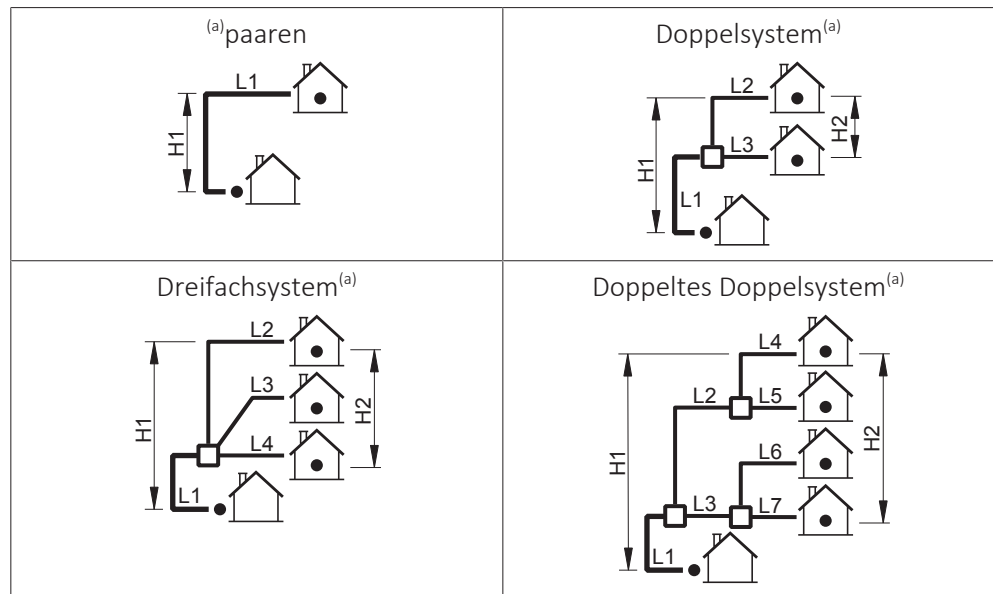 (a)paaren
L1
H1
Doppelsystem(a)
L2
H1
L3
H2
L1
Dreifachsystem(a)
L2
H1
L3
H2
L4
L1
Doppeltes Doppelsystem(a)
L4
L2
L5
H1
H2
L6
L3
L7
L1